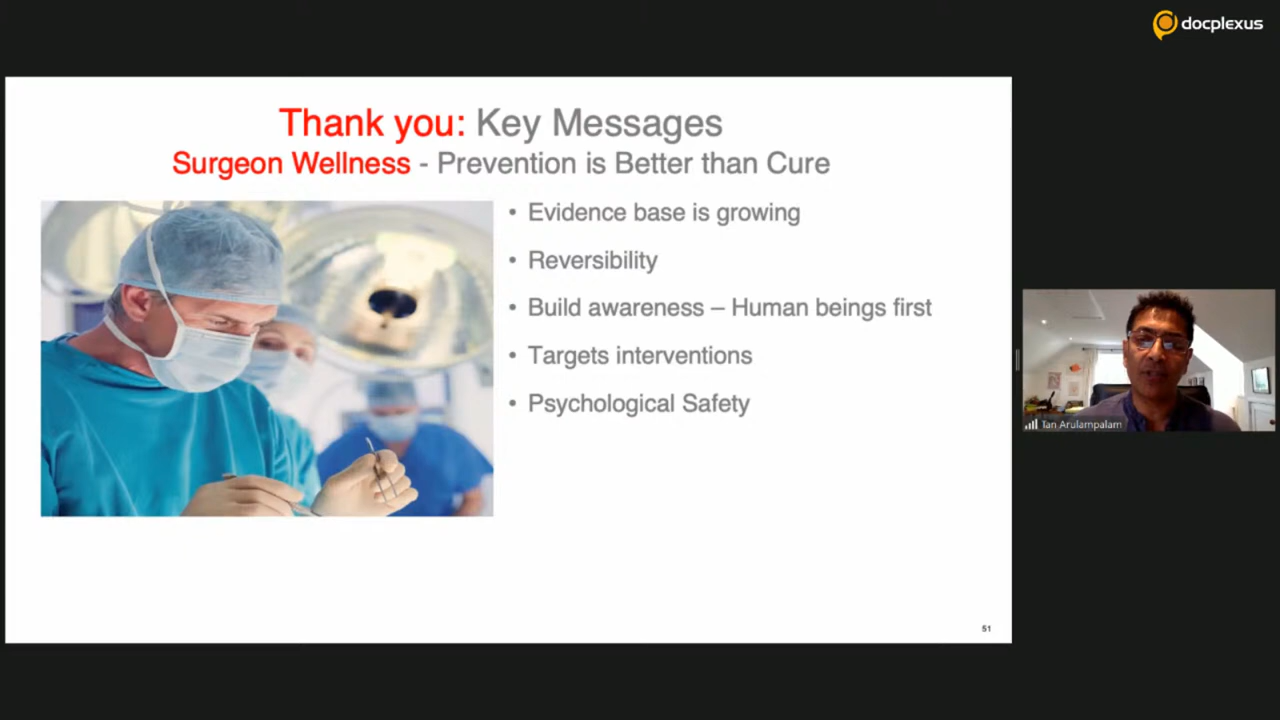 docplexus
Thank you: Key Messages
Surgeon Wellness - Prevention is Better than Cure
• Evidence base is growing
• Reversibility
• Build awareness – Human beings first
• Targets interventions
• Psychological Safety
Tan Arulampalam
51